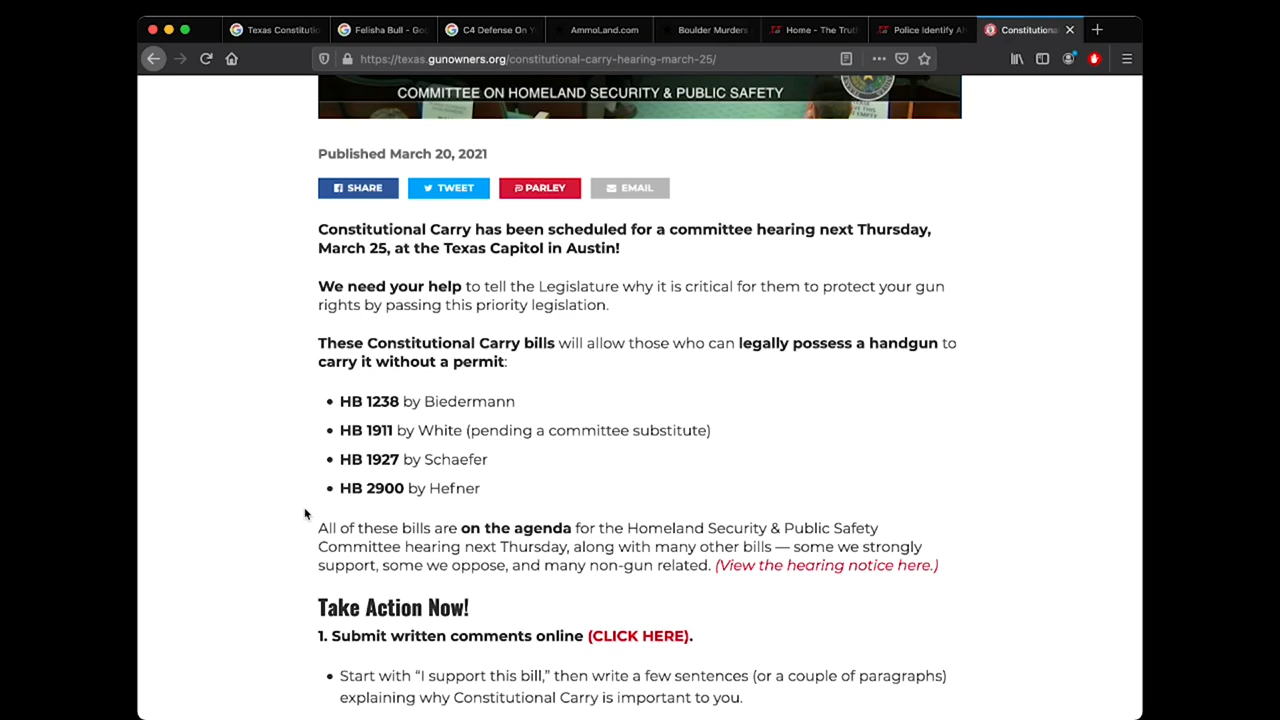 Texas Constitutio
Felisha Bull - Goo
C4 Defense On Y
AmmoLand.com
Boulder Murders
Home - The Trut
Police Identify Al
Constitutional
https://texas.gunowners.org/constitutional-carry-hearing-march-25/
COMMITTEE ON HOMELAND SECURITY & PUBLIC SAFETY
Published March 20, 2021
SHARE
TWEET
PARLEY
EMAIL
Constitutional Carry has been scheduled for a committee hearing next Thursday,
March 25, at the Texas Capitol in Austin!
We need your help to tell the Legislature why it is critical for them to protect your gun
rights by passing this priority legislation.
These Constitutional Carry bills will allow those who can legally possess a handgun to
carry it without a permit:
• HB 1238 by Biedermann
• HB 1911 by White (pending a committee substitute)
• HB 1927 by Schaefer
• HB 2900 by Hefner
All of these bills are on the agenda for the Homeland Security & Public Safety
Committee hearing next Thursday, along with many other bills — some we strongly
support, some we oppose, and many non-gun related. (View the hearing notice here.)
Take Action Now!
1. Submit written comments online (CLICK HERE).
• Start with “I support this bill,” then write a few sentences (or a couple of paragraphs)
explaining why Constitutional Carry is important to you.